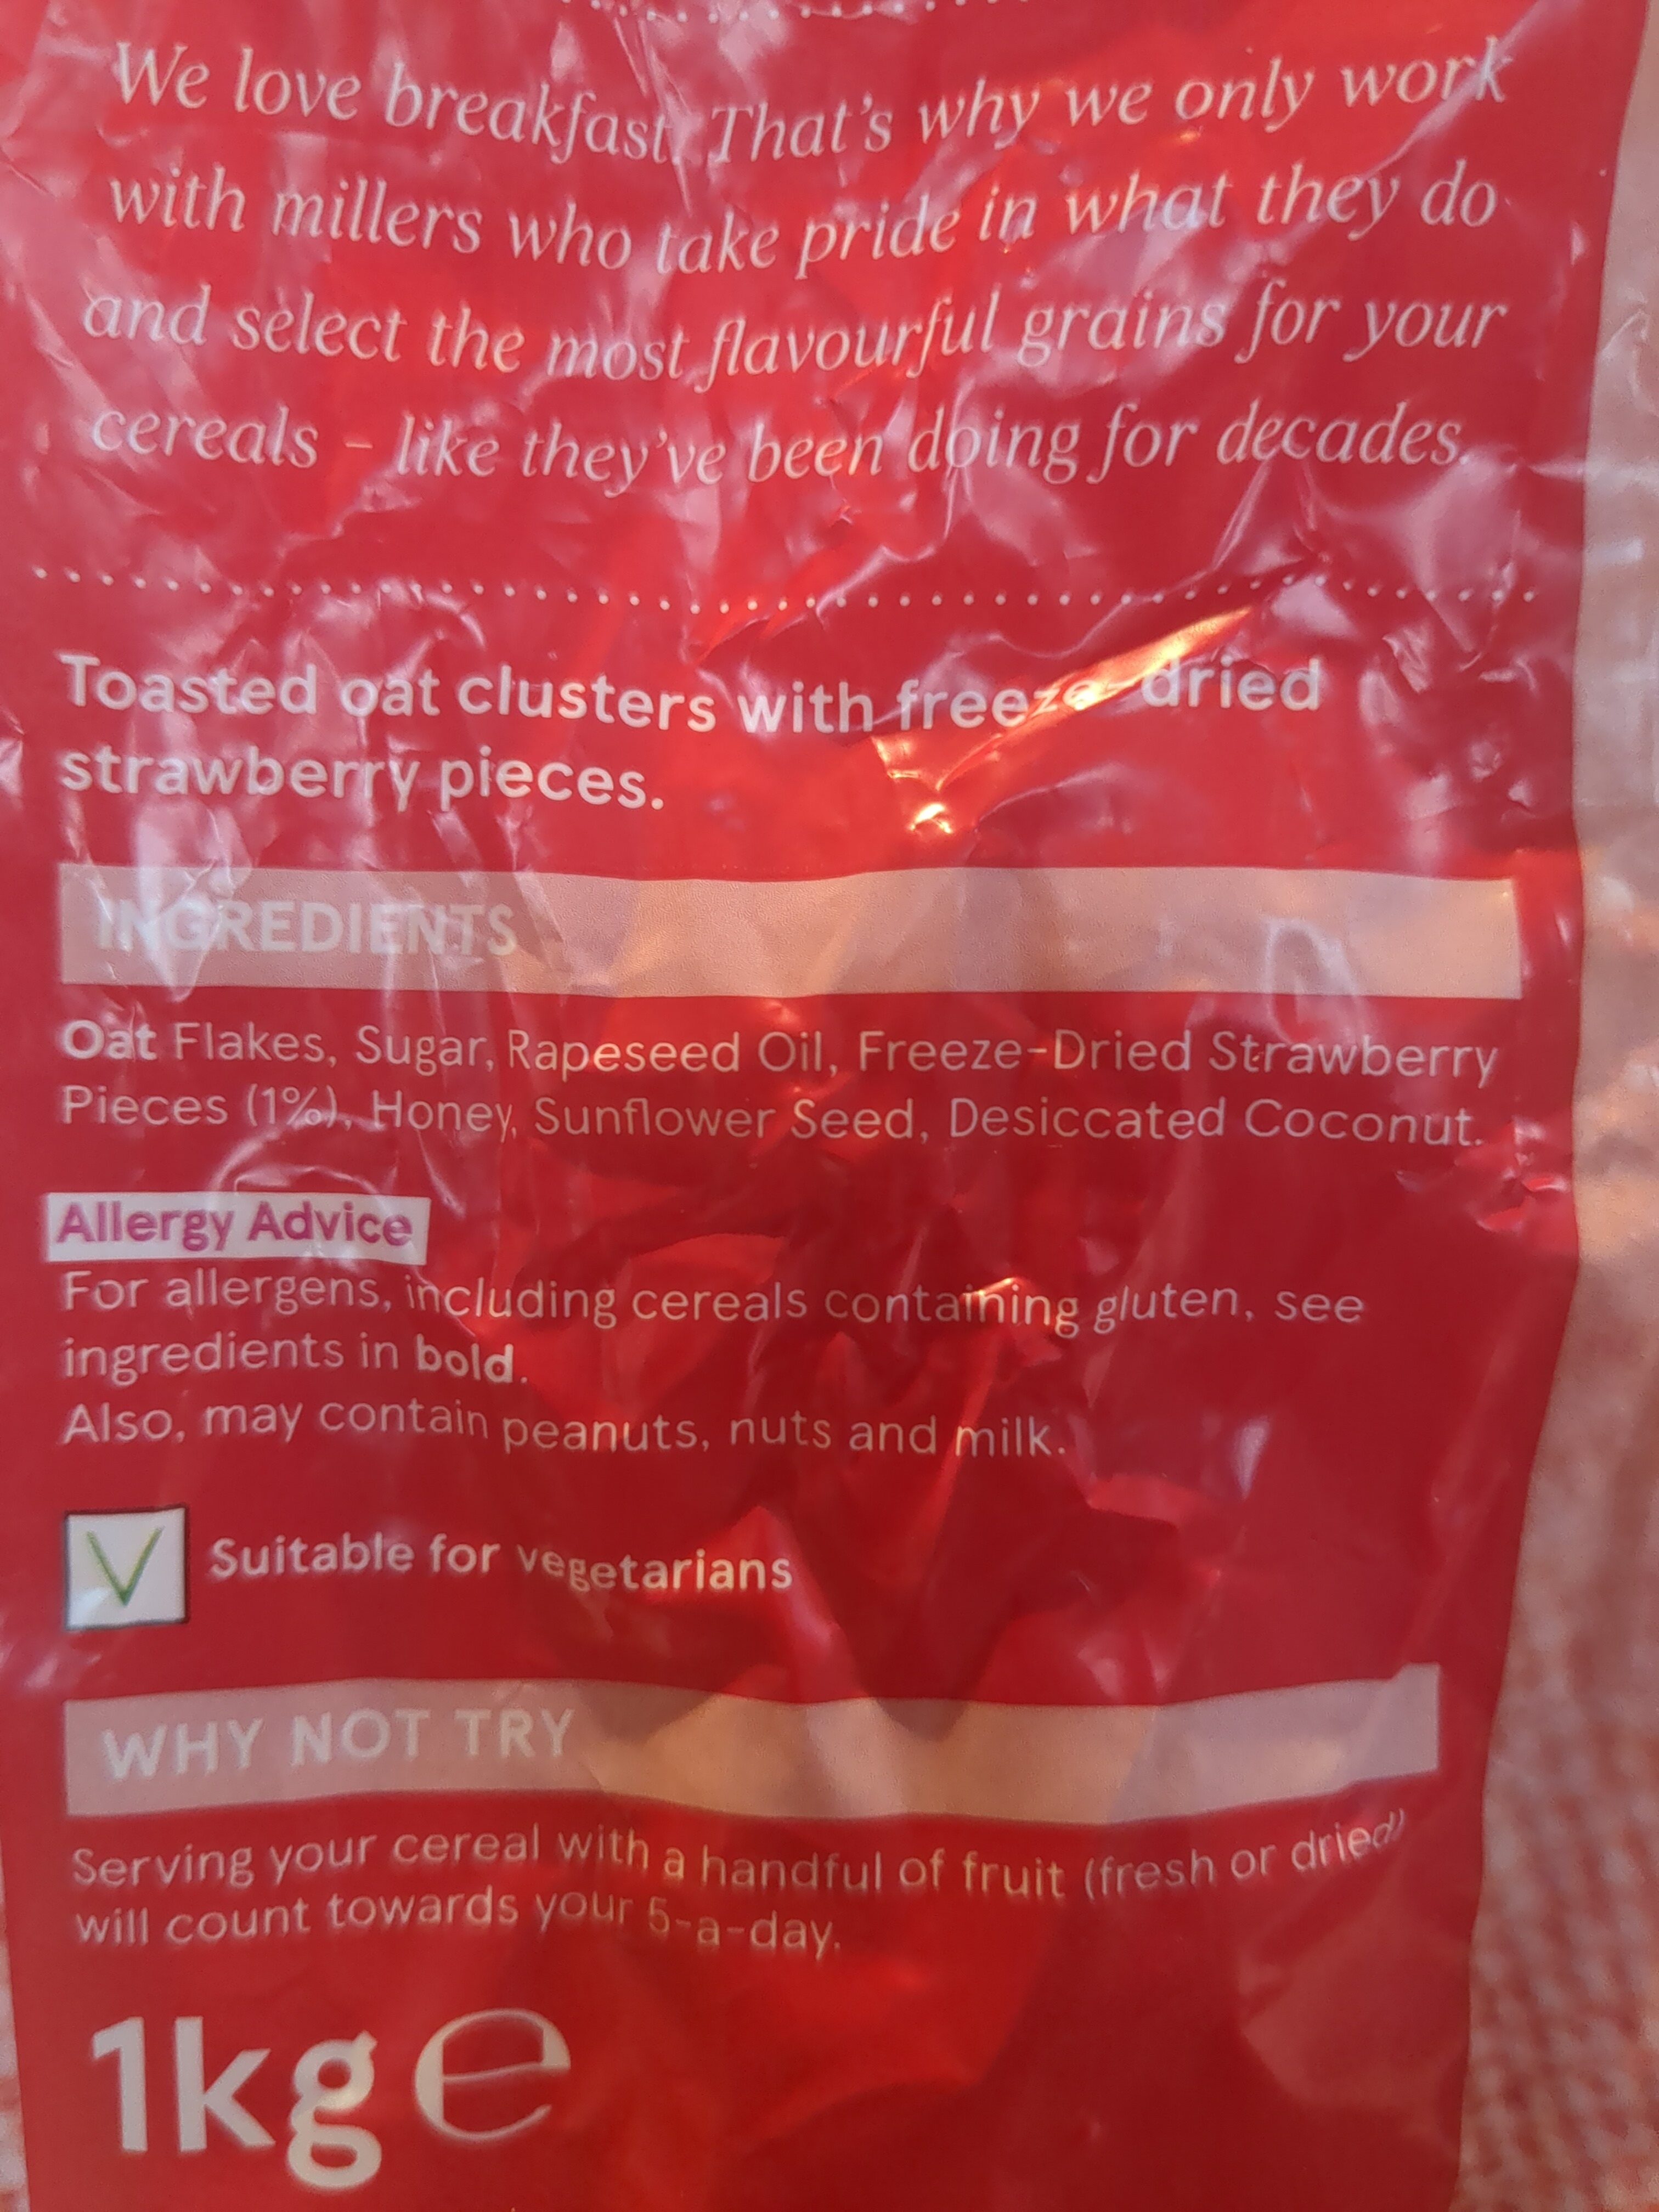 We love breakfast. That's why we only work
with millers who take pride in what they do
and select the most flavourful grains for your
cereals – like they've been doing for decades.
Toasted oat clusters with freeze-dried
strawberry pieces.
INGREDIENTS
Oat Flakes, Sugar, Rapeseed Oil, Freeze-Dried Strawberry
Pieces (1%), Honey, Sunflower Seed, Desiccated Coconut.
Allergy Advice
For allergens, including cereals containing gluten, see
ingredients in bold.
Also, may contain peanuts, nuts and milk.
V Suitable for vegetarians
WHY NOT TRY
Serving your cereal with a handful of fruit (fresh or dried)
will count towards your 5-a-day.
1kg e